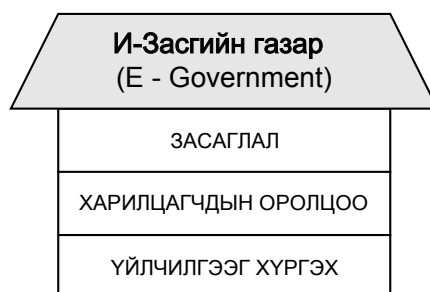 И-Засгийн газар
(E - Government)
ЗАСАГЛАЛ
ХАРИЛЦАГЧДЫН ОРОЛЦОО
ҮЙЛЧИЛГЭЭГ ХҮРГЭХ